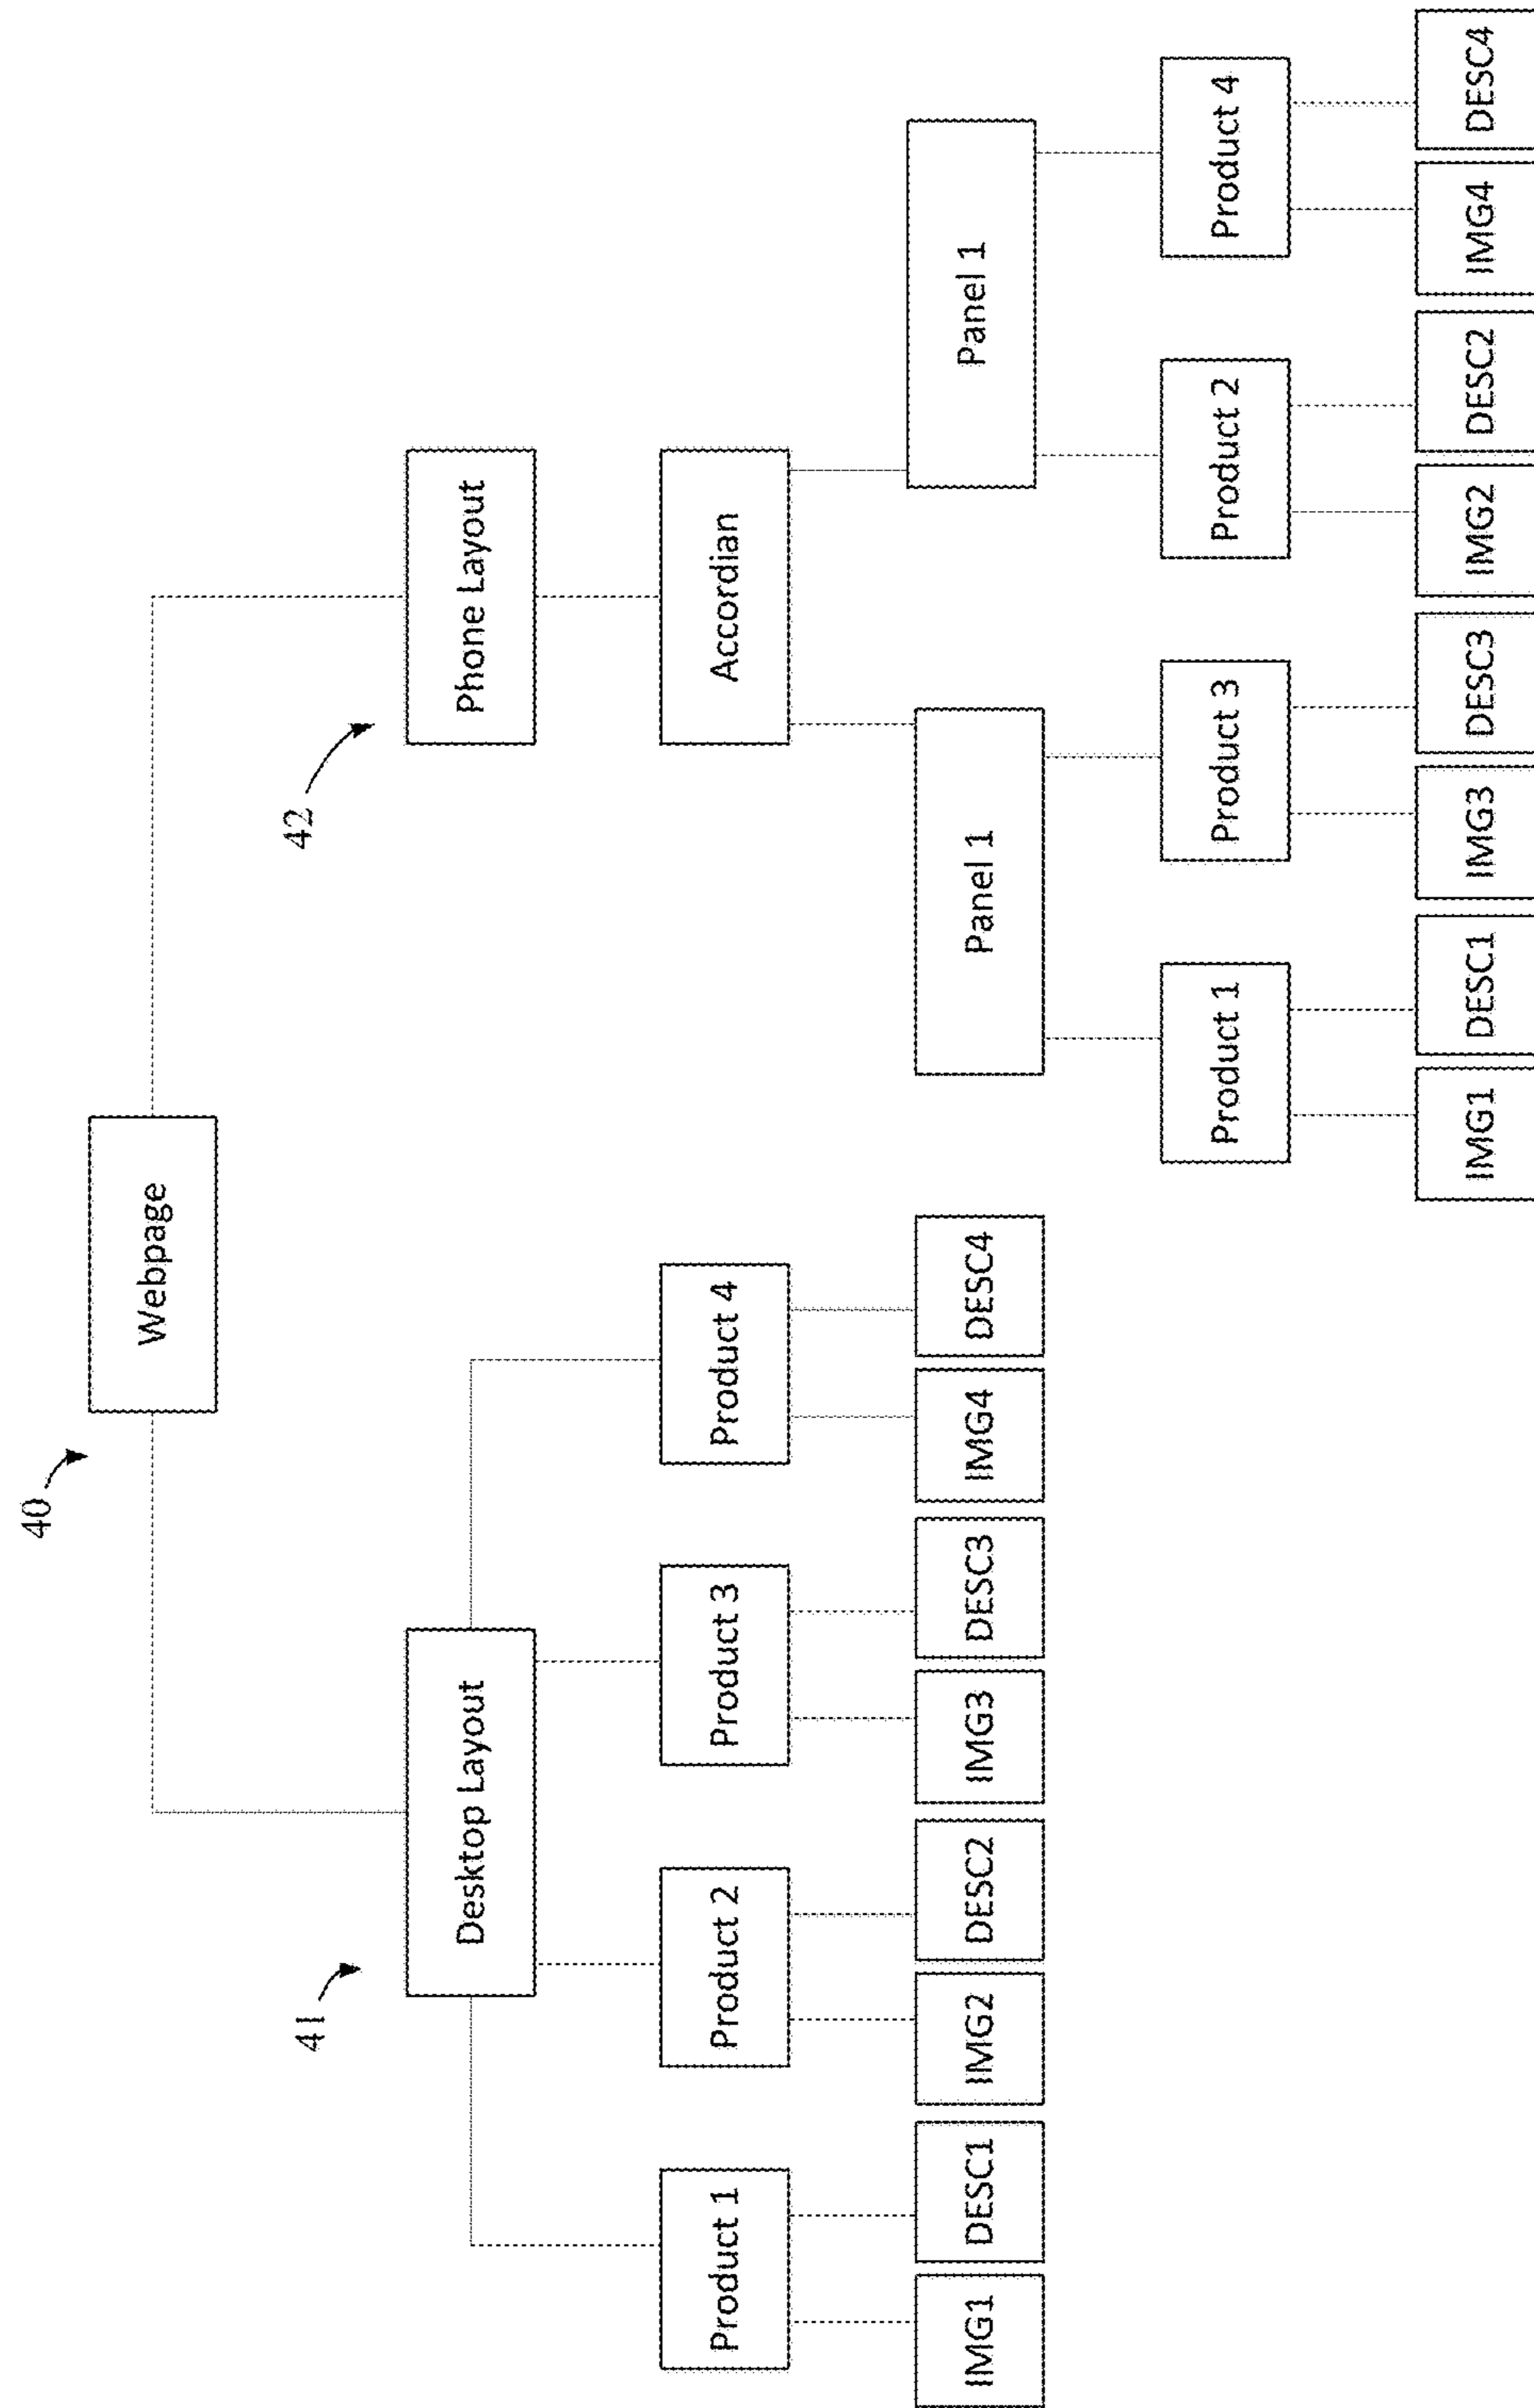 40
Webpage
41
42
Desktop Layout
Phone Layout
Product 1
Product 2
Product 3
Product 4
Accordian
IMG1
DESC1
IMG2
DESC2
IMG3
DESC3
IMG4
DESC4
Panel 1
Panel 1
Product 1
Product 3
Product 2
Product 4
IMG1
DESC1
IMG3
DESC3
IMG2
DESC2
IMG4
DESC4